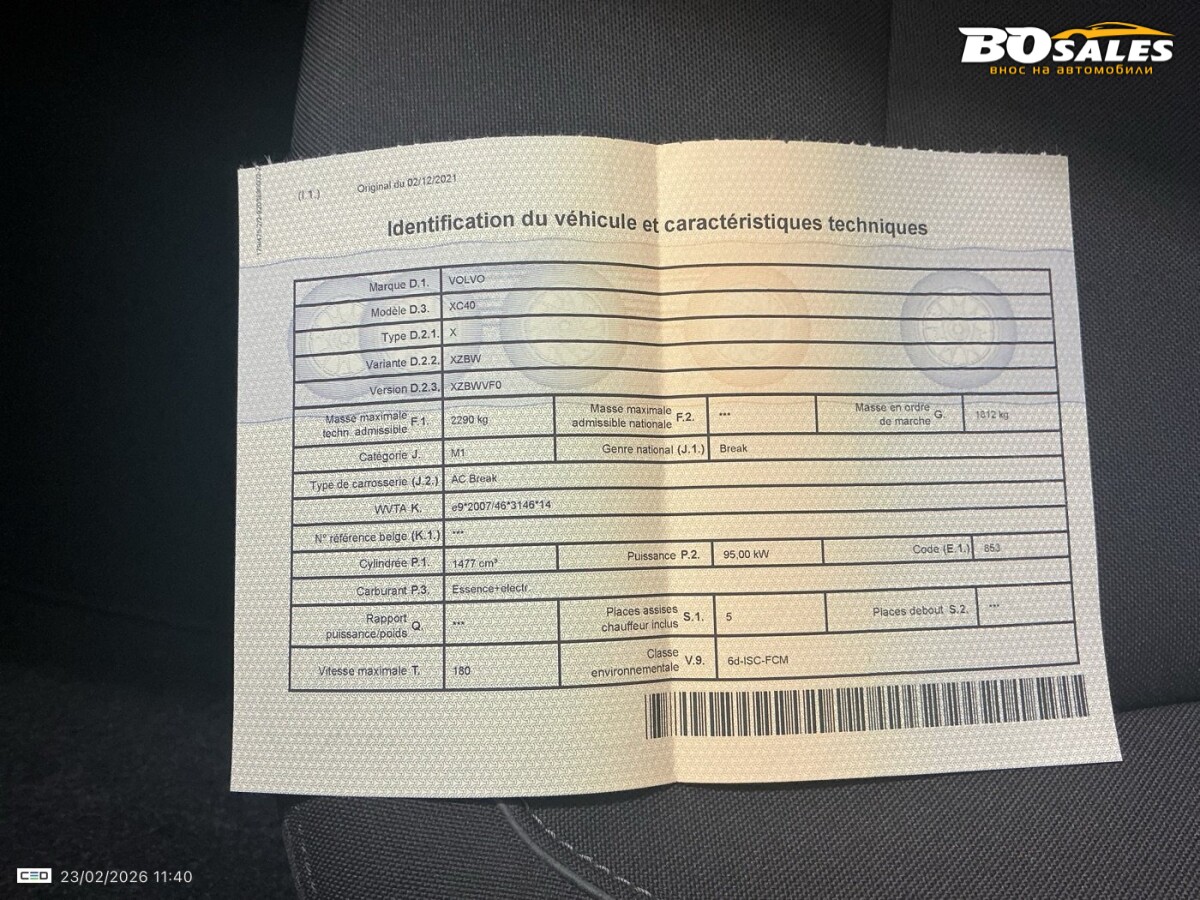 BOSALES
внос на автомобили
(I.1.) Original du 02/12/2021
Identification du véhicule et caractéristiques techniques
Marque D.1. VOLVO
Modèle D.3. XC40
Type D.2.1. X
Variante D.2.2. XZBW
Version D.2.3. XZBWVF0
Masse maximale
techn. admissible F.1. 2290 kg
Masse maximale
admissible nationale F.2. ***
Masse en ordre
de marche G. 1812 kg
Catégorie J. M1 Genre national (J.1.) Break
Type de carrosserie (J.2.) AC Break
WVTA K. e9*2007/46*3146*14
N° référence belge (K.1.) ***
Cylindrée P.1. 1477 cm³ Puissance P.2. 95,00 kW Code (E.1.) 853
Carburant P.3. Essence+electr.
Rapport
puissance/poids Q. ***
Places assises
chauffeur inclus S.1. 5
Places debout S.2. ***
Vitesse maximale T. 180
Classe
environnementale V.9. 6d-ISC-FCM
CEO 23/02/2026 11:40